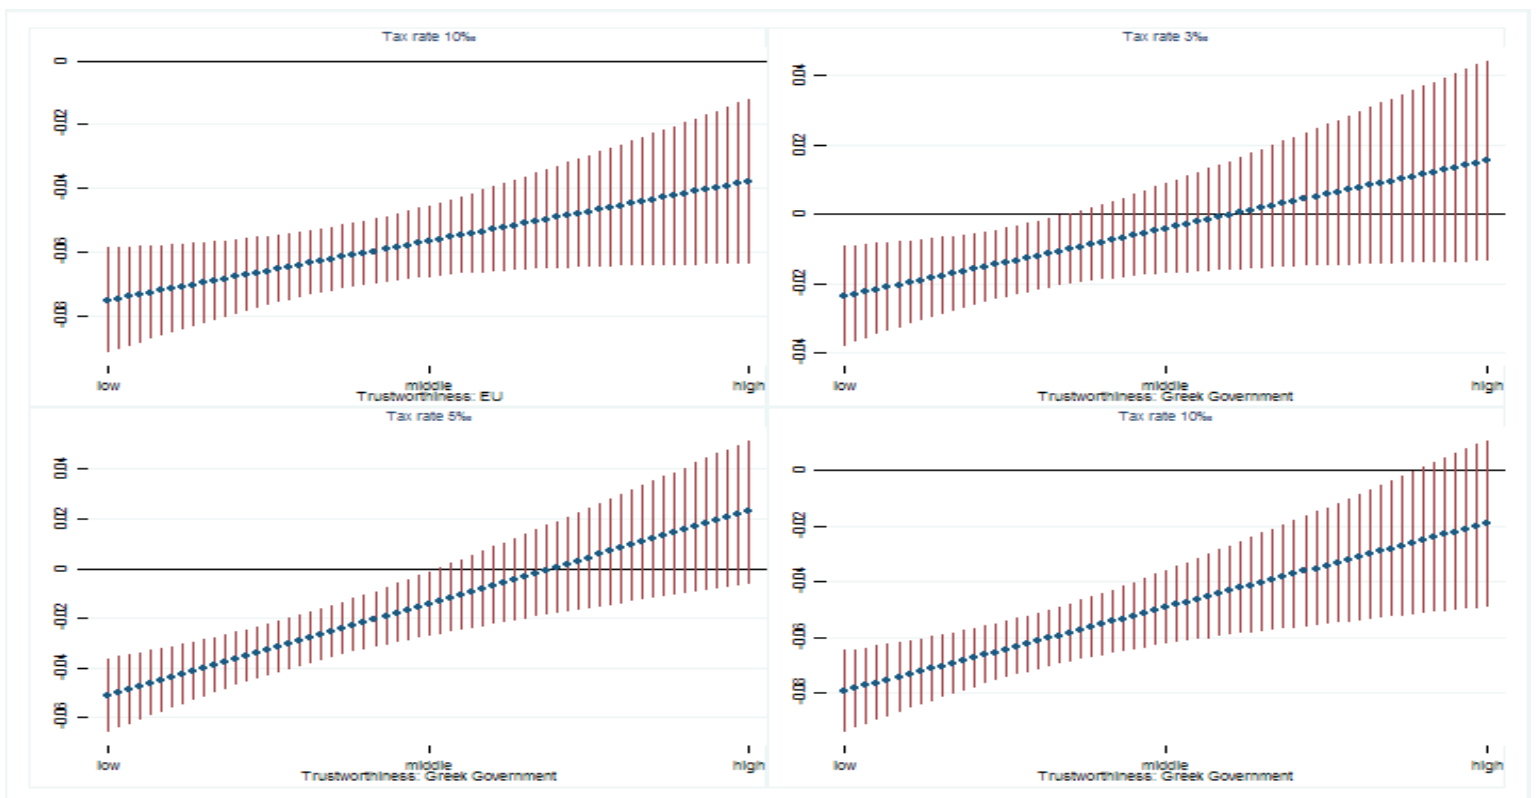 Tax rate 10‰
0
-0.02
-0.04
-0.06
-0.08
low middle high
Trustworthiness: EU
Tax rate 3‰
0.04
0.02
0
-0.02
-0.04
low middle high
Trustworthiness: Greek Government
Tax rate 5‰
0.04
0.02
0
-0.02
-0.04
-0.06
low middle high
Trustworthiness: Greek Government
Tax rate 10‰
0
-0.02
-0.04
-0.06
-0.08
low middle high
Trustworthiness: Greek Government